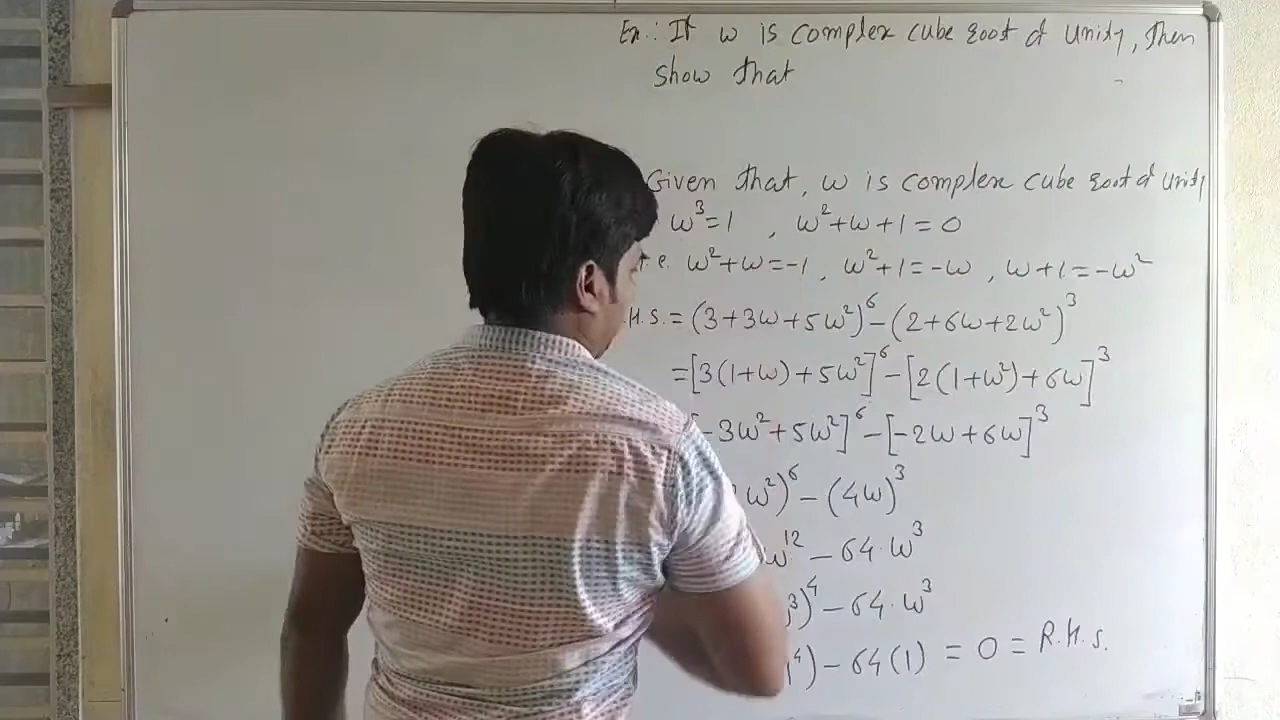 Ex.: If ω is complex cube root of unity, then
show that
Given that, ω is complex cube root of unity
ω³=1 , ω²+ω+1=0
i.e. ω²+ω=-1, ω²+1=-ω , ω+1=-ω²
.H.S.=(3+3ω+5ω²)⁶-(2+6ω+2ω²)³
=[3(1+ω)+5ω²]⁶-[2(1+ω²)+6ω]³
[-3ω²+5ω²]⁶-[-2ω+6ω]³
ω²)⁶-(4ω)³
ω¹²-64·ω³
³)⁴-64·ω³
1⁴)-64(1) = 0 = R.H.S.